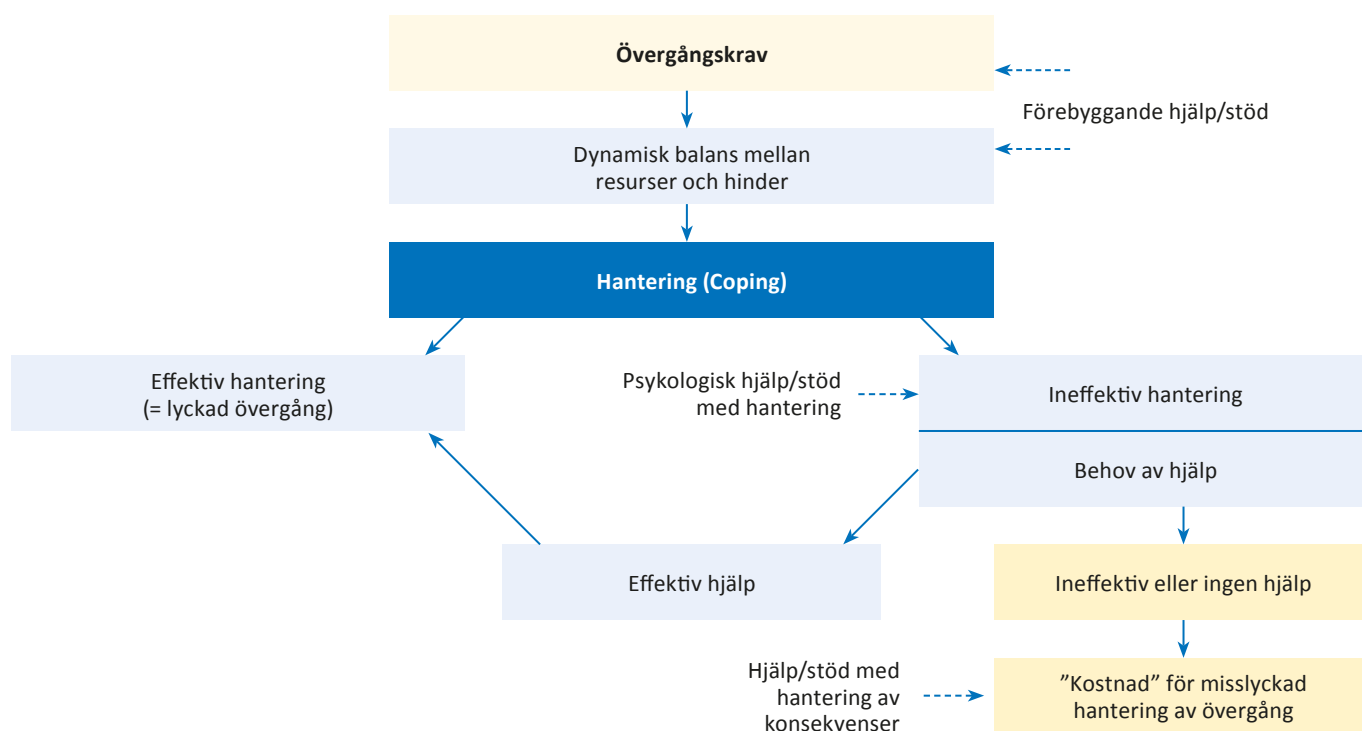 Övergångskrav
Förebyggande hjälp/stöd
Dynamisk balans mellan
resurser och hinder
Hantering (Coping)
Effektiv hantering
(= lyckad övergång)
Psykologisk hjälp/stöd
med hantering
Ineffektiv hantering
Behov av hjälp
Effektiv hjälp
Ineffektiv eller ingen hjälp
Hjälp/stöd med
hantering av
konsekvenser
”Kostnad” för misslyckad
hantering av övergång